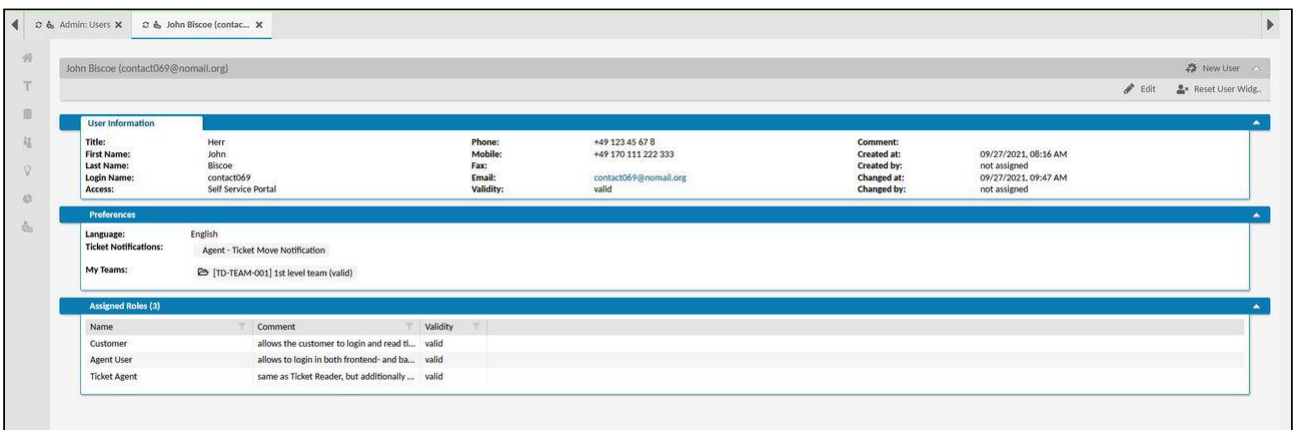 Admin: Users
John Biscoe (contac...
John Biscoe (contact069@nomail.org)
New User
Edit
Reset User Widg..
User Information
Title: Herr Phone: +49 123 45 67 8 Comment:
First Name: John Mobile: +49 170 111 222 333 Created at: 09/27/2021, 08:16 AM
Last Name: Biscoe Fax: Created by: not assigned
Login Name: contact069 Email: contact069@nomail.org Changed at: 09/27/2021, 09:47 AM
Access: Self Service Portal Validity: valid Changed by: not assigned
Preferences
Language: English
Ticket Notifications: Agent - Ticket Move Notification
My Teams: [TD-TEAM-001] 1st level team (valid)
Assigned Roles (3)
Name Comment Validity
Customer allows the customer to login and read ti... valid
Agent User allows to login in both frontend- and ba... valid
Ticket Agent same as Ticket Reader, but additionally ... valid